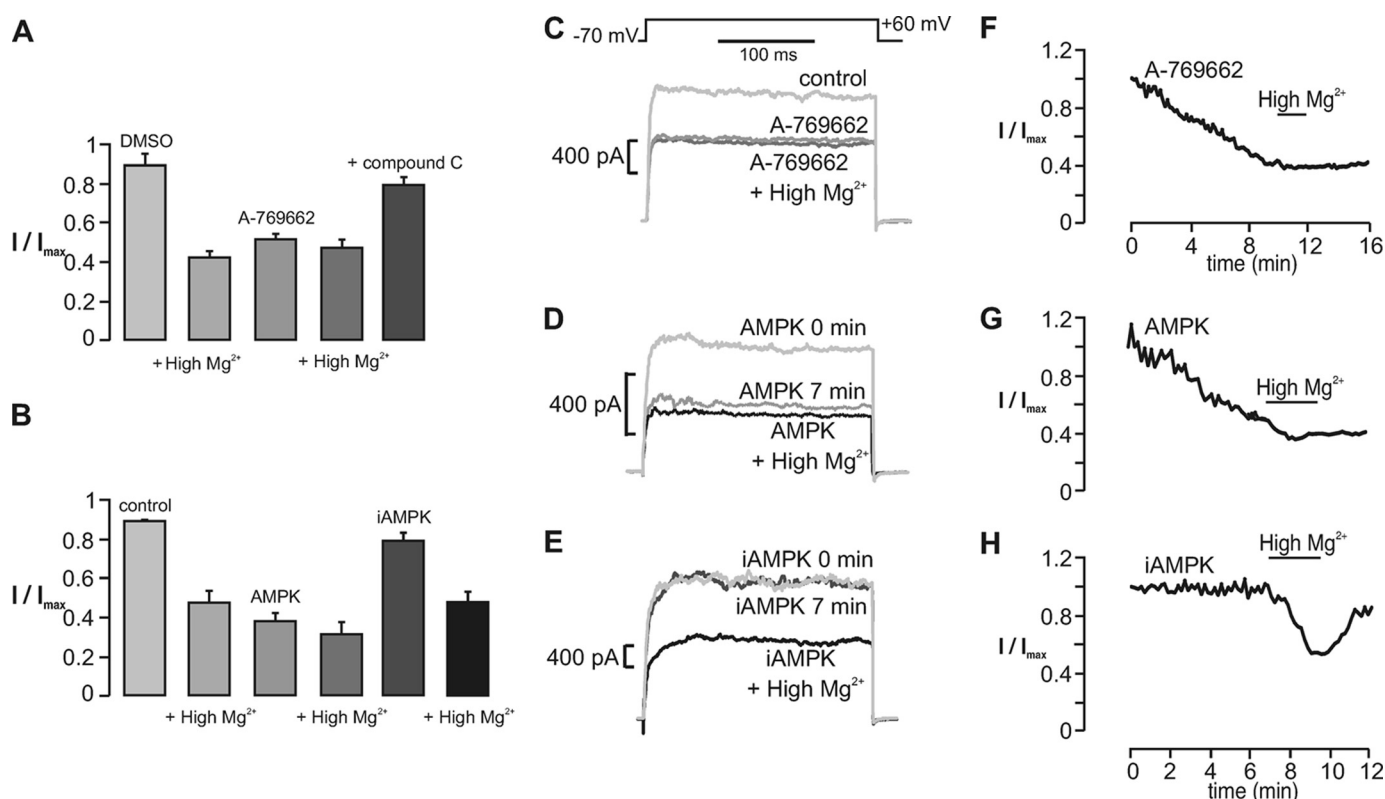 A
DMSO
+ compound C
A-769662
1
0.8
0.6
0.4
0.2
0
I / Imax
+ High Mg²⁺
+ High Mg²⁺
B
control
iAMPK
AMPK
1
0.8
0.6
0.4
0.2
0
I / Imax
+ High Mg²⁺
+ High Mg²⁺
+ High Mg²⁺
C
-70 mV
+60 mV
100 ms
control
A-769662
400 pA
A-769662
+ High Mg²⁺
D
AMPK 0 min
400 pA
AMPK 7 min
AMPK
+ High Mg²⁺
E
iAMPK 0 min
iAMPK 7 min
400 pA
iAMPK
+ High Mg²⁺
F
1.2
A-769662
High Mg²⁺
I / Imax
0.8
0.4
0
0 4 8 12 16
time (min)
G
1.2
AMPK
High Mg²⁺
I / Imax
0.8
0.4
0
H
High Mg²⁺
1.2
iAMPK
I / Imax
0.8
0.4
0
0 2 4 6 8 10 12
time (min)